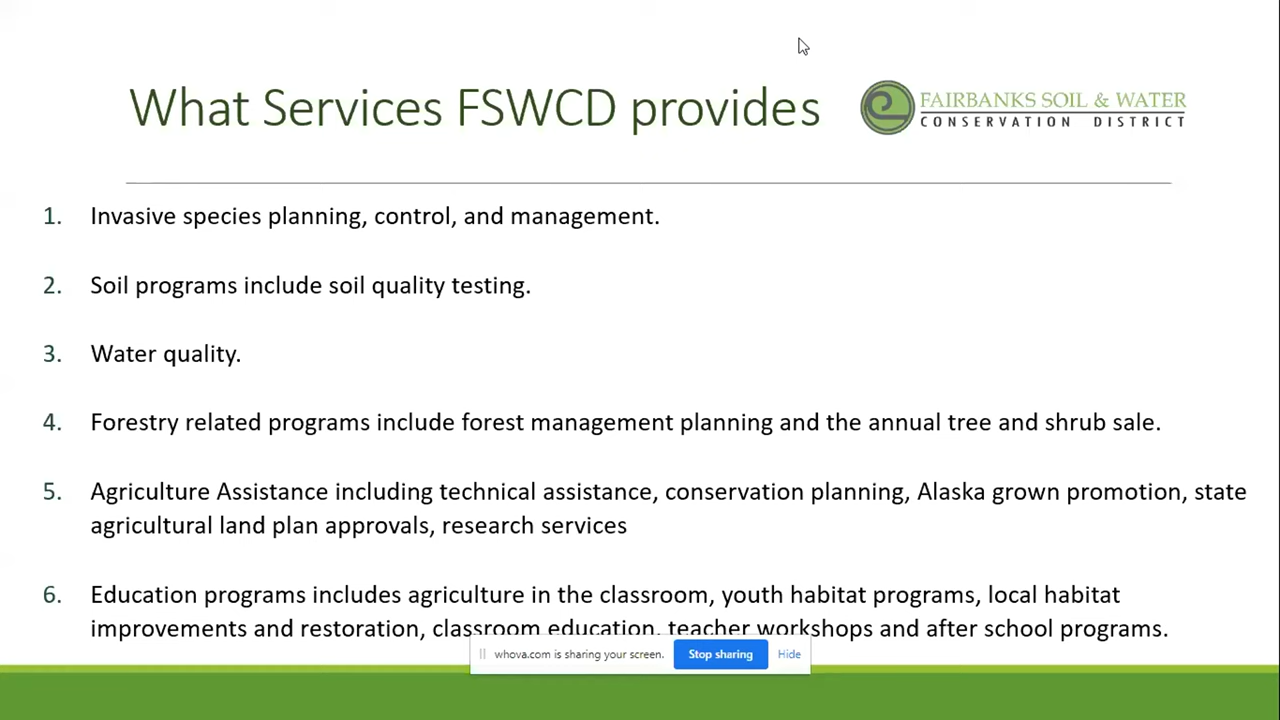 What Services FSWCD provides
FAIRBANKS SOIL & WATER
CONSERVATION DISTRICT
1. Invasive species planning, control, and management.
2. Soil programs include soil quality testing.
3. Water quality.
4. Forestry related programs include forest management planning and the annual tree and shrub sale.
5. Agriculture Assistance including technical assistance, conservation planning, Alaska grown promotion, state
agricultural land plan approvals, research services
6. Education programs includes agriculture in the classroom, youth habitat programs, local habitat
improvements and restoration, classroom education, teacher workshops and after school programs.
whova.com is sharing your screen.
Stop sharing
Hide